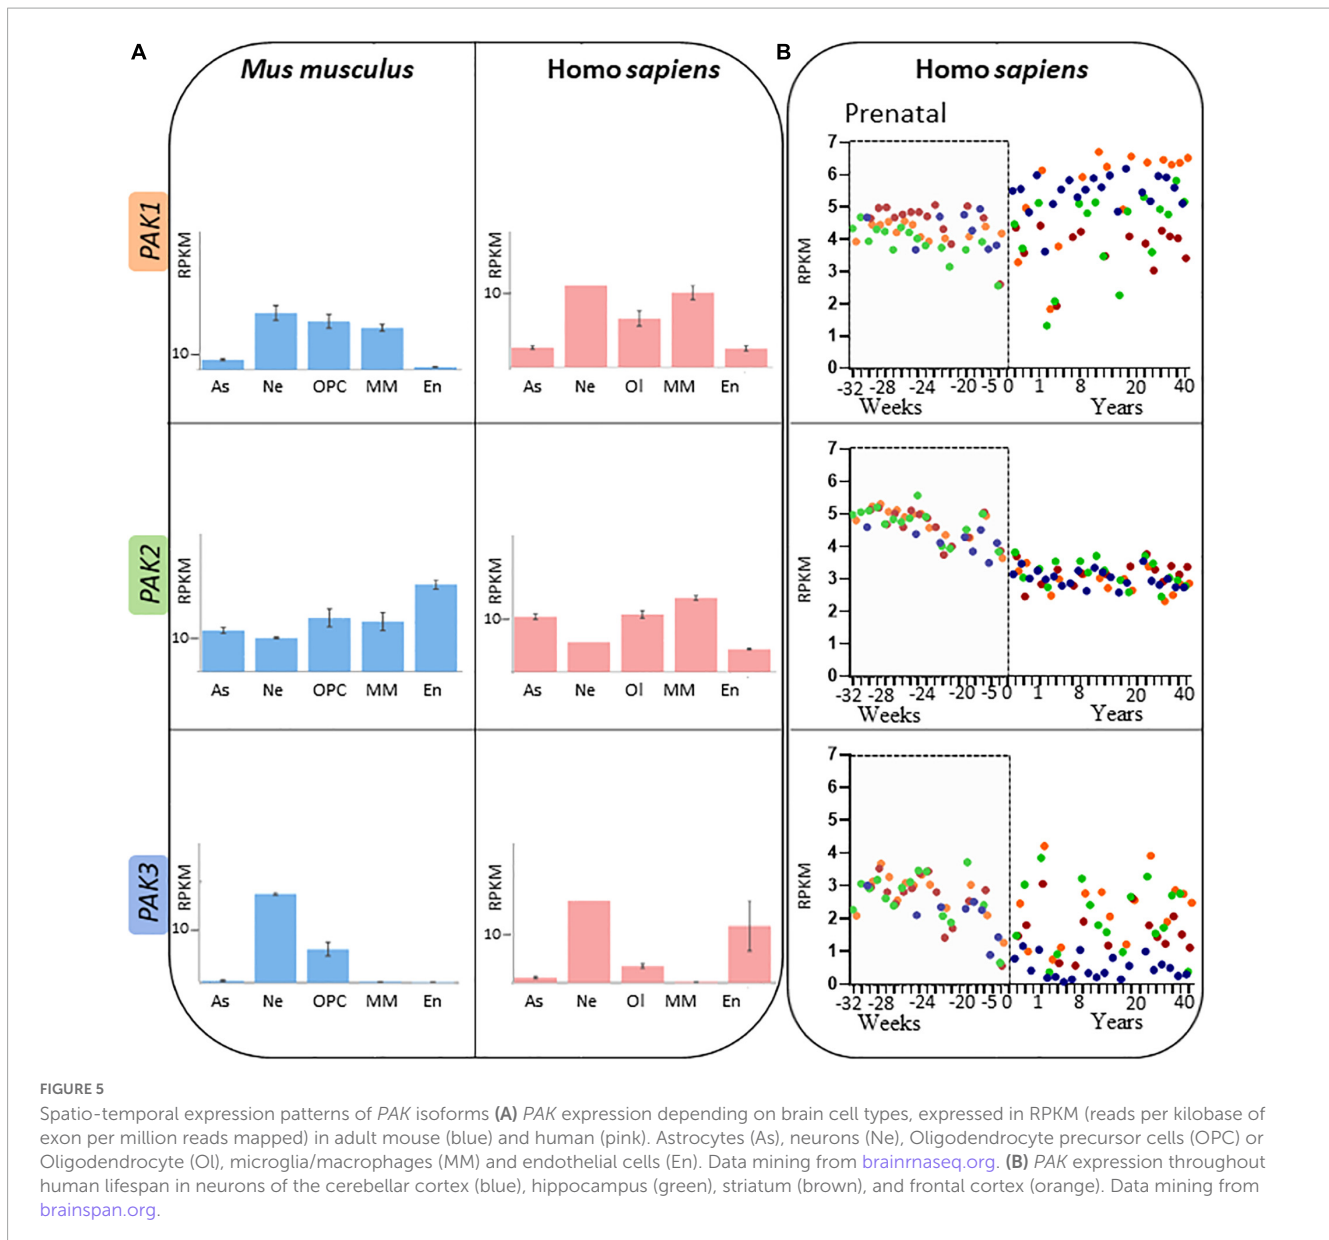 A
B
Mus musculus
Homo sapiens
Homo sapiens
PAK1
RPKM
10
As Ne OPC MM En
RPKM
10
As Ne Ol MM En
Prenatal
7
6
5
4
3
2
1
0
RPKM
-32 -28 -24 -20 -5 0 1 8 20 40
Weeks Years
PAK2
RPKM
10
As Ne OPC MM En
RPKM
10
As Ne Ol MM En
7
6
5
4
3
2
1
0
RPKM
-32 -28 -24 -20 -5 0 1 8 20 40
Weeks Years
PAK3
RPKM
10
As Ne OPC MM En
RPKM
10
As Ne Ol MM En
7
6
5
4
3
2
1
0
RPKM
-32 -28 -24 -20 -5 0 1 8 20 40
Weeks Years
FIGURE 5
Spatio-temporal expression patterns of PAK isoforms (A) PAK expression depending on brain cell types, expressed in RPKM (reads per kilobase of
exon per million reads mapped) in adult mouse (blue) and human (pink). Astrocytes (As), neurons (Ne), Oligodendrocyte precursor cells (OPC) or
Oligodendrocyte (Ol), microglia/macrophages (MM) and endothelial cells (En). Data mining from brainrnaseq.org. (B) PAK expression throughout
human lifespan in neurons of the cerebellar cortex (blue), hippocampus (green), striatum (brown), and frontal cortex (orange). Data mining from
brainspan.org.